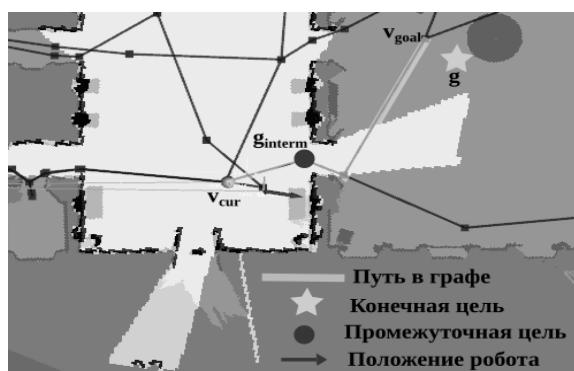 v_goal
g
g_interm
v_cur
Путь в графе
Конечная цель
Промежуточная цель
Положение робота